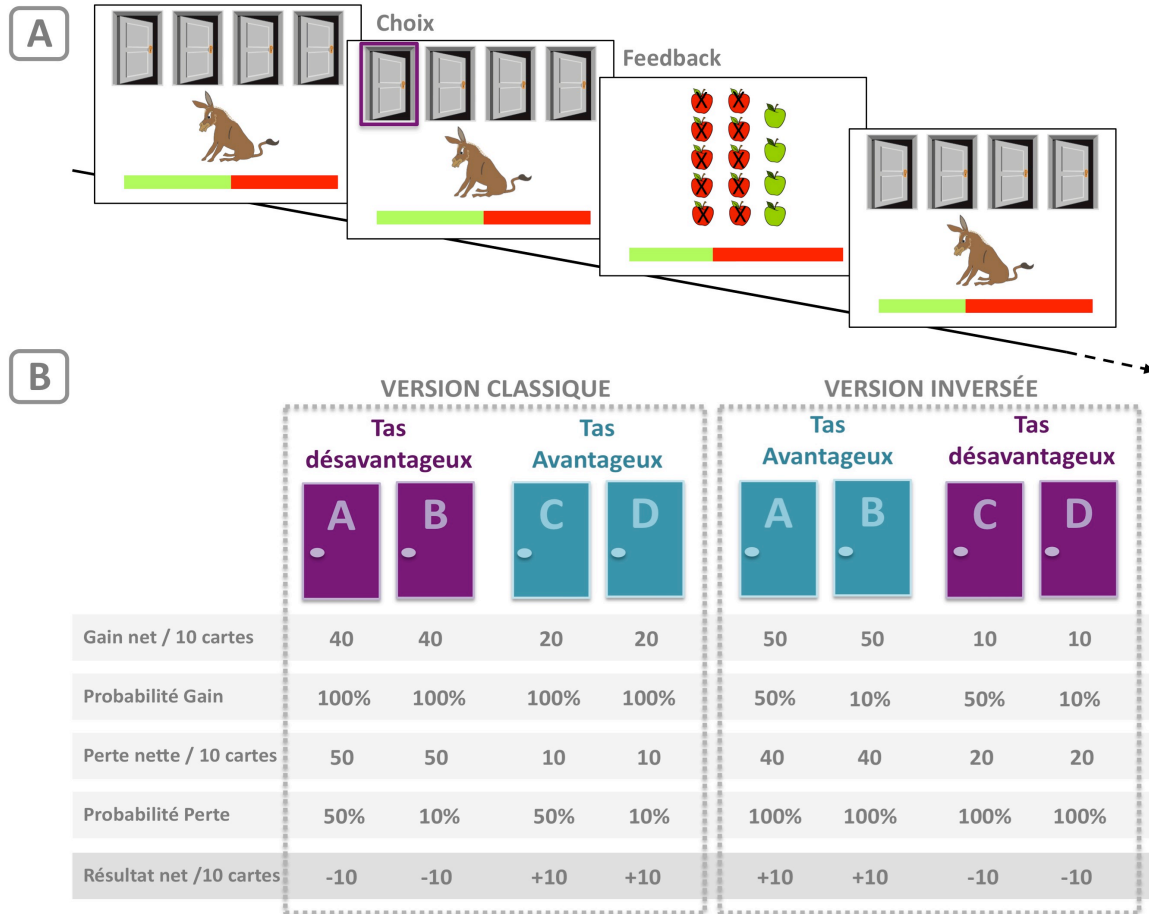 A
Choix
Feedback
B
VERSION CLASSIQUE
VERSION INVERSÉE
Tas
désavantageux
Tas
Avantageux
Tas
Avantageux
Tas
désavantageux
A B C D A B C D
Gain net / 10 cartes 40 40 20 20 50 50 10 10
Probabilité Gain 100% 100% 100% 100% 50% 10% 50% 10%
Perte nette / 10 cartes 50 50 10 10 40 40 20 20
Probabilité Perte 50% 10% 50% 10% 100% 100% 100% 100%
Résultat net /10 cartes -10 -10 +10 +10 +10 +10 -10 -10